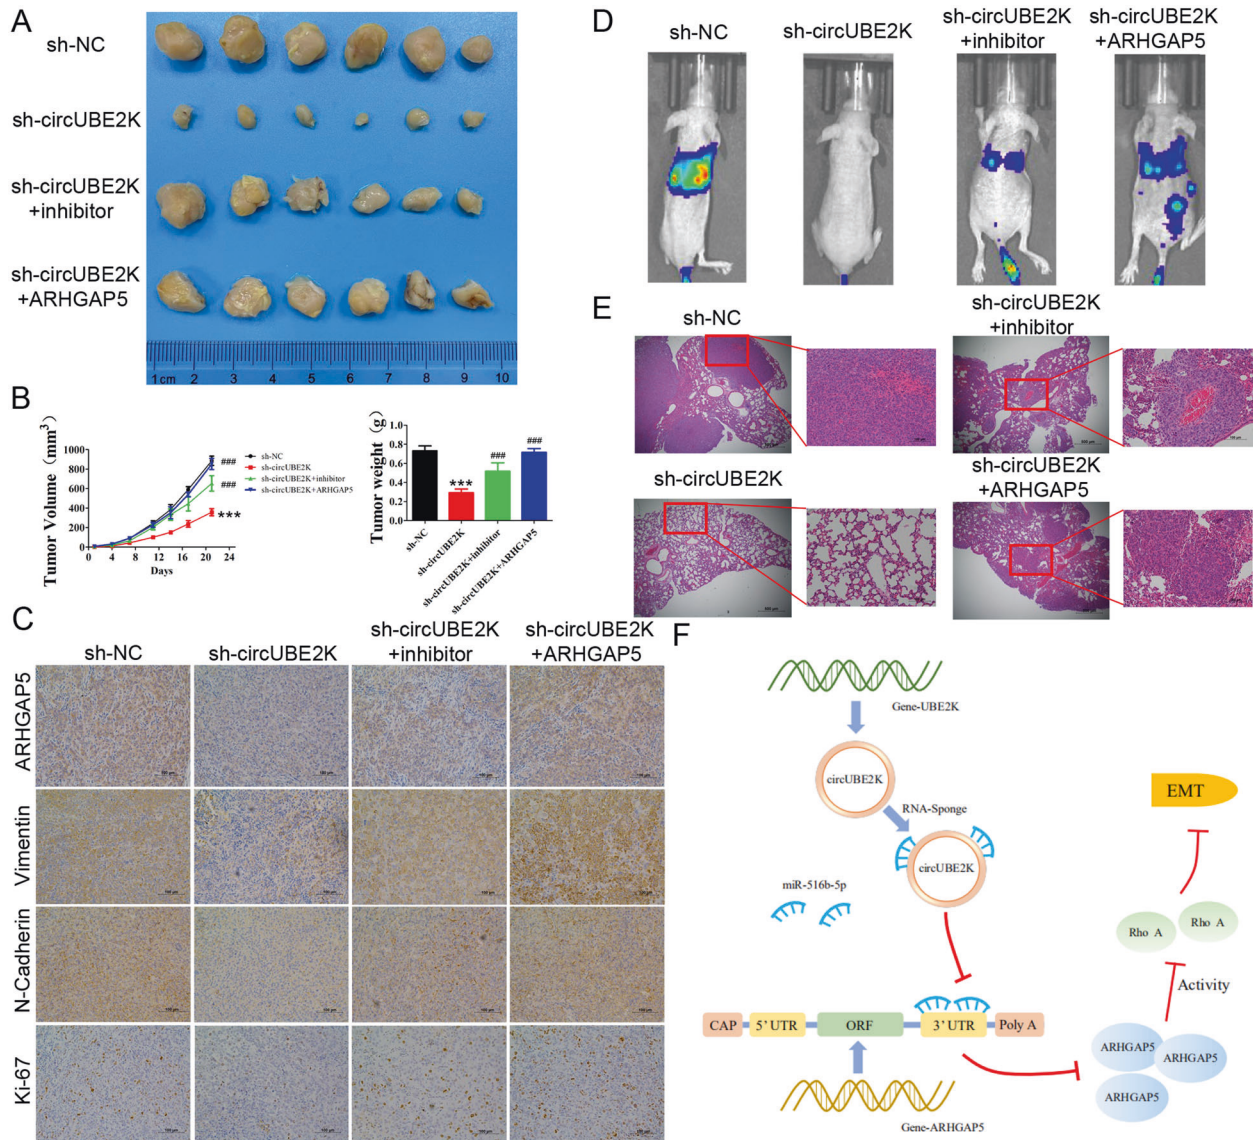 A
sh-NC
sh-circUBE2K
sh-circUBE2K
+inhibitor
sh-circUBE2K
+ARHGAP5
1 cm 2 3 4 5 6 7 8 9 10
B
Tumor Volume (mm³)
1000
800
600
400
200
0
1 4 8 12 16 20 24
Days
sh-NC
sh-circUBE2K
sh-circUBE2K+inhibitor
sh-circUBE2K+ARHGAP5
###
###
***
Tumor weight (g)
1.0
0.8
0.6
0.4
0.2
0.0
***
###
###
sh-NC
sh-circUBE2K
sh-circUBE2K+inhibitor
sh-circUBE2K+ARHGAP5
C
sh-NC
sh-circUBE2K
sh-circUBE2K
+inhibitor
sh-circUBE2K
+ARHGAP5
ARHGAP5
Vimentin
N-Cadherin
Ki-67
D
sh-NC
sh-circUBE2K
sh-circUBE2K
+inhibitor
sh-circUBE2K
+ARHGAP5
E
sh-NC
sh-circUBE2K
+inhibitor
sh-circUBE2K
sh-circUBE2K
+ARHGAP5
F
Gene-UBE2K
circUBE2K
RNA-Sponge
circUBE2K
miR-516b-5p
EMT
Rho A
Rho A
Activity
CAP
5' UTR
ORF
3' UTR
Poly A
ARHGAP5
ARHGAP5
ARHGAP5
Gene-ARHGAP5